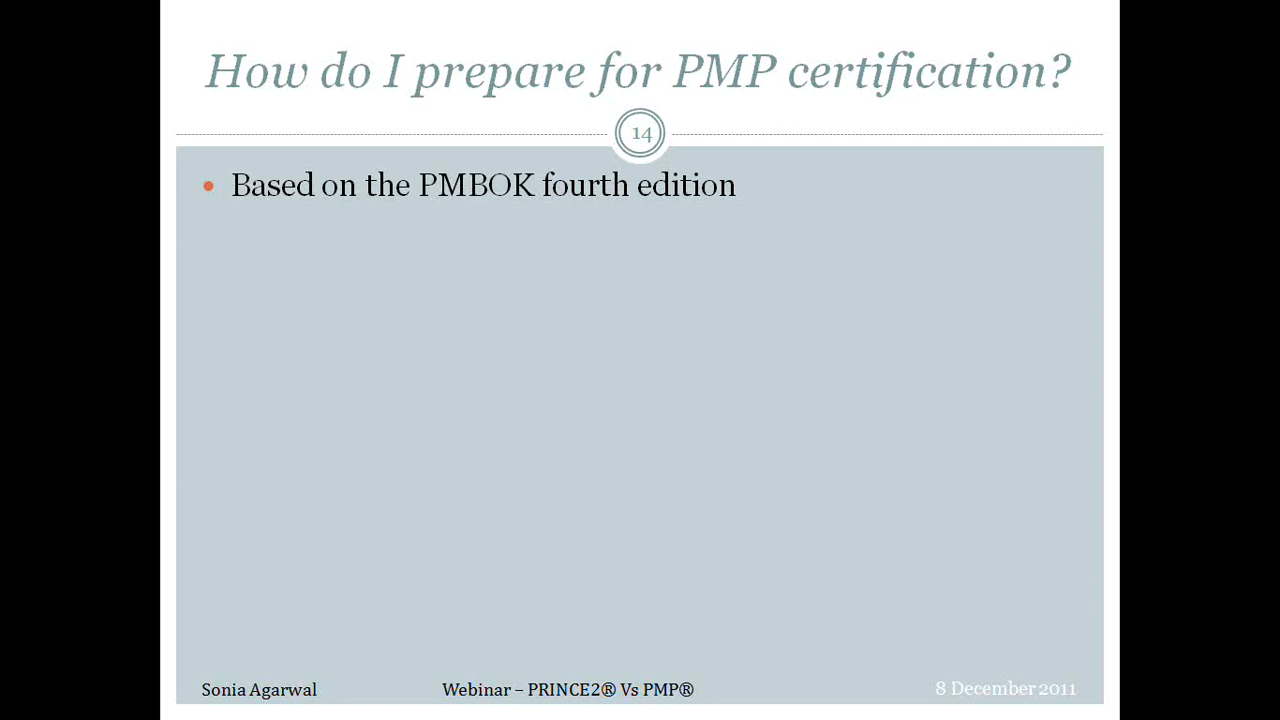 How do I prepare for PMP certification?
14
• Based on the PMBOK fourth edition
Sonia Agarwal
Webinar – PRINCE2® Vs PMP®
8 December 2011